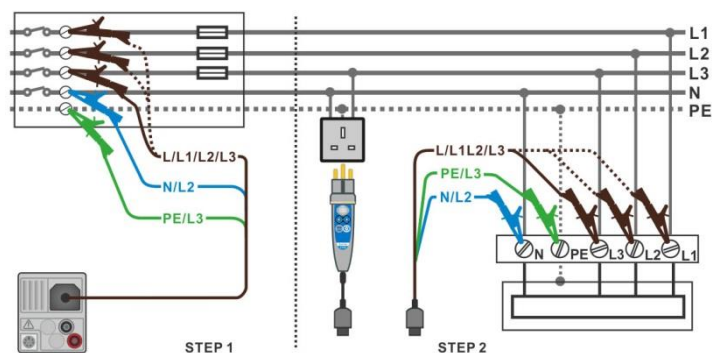 L1
L2
L3
N
PE
L/L1/L2/L3
N/L2
PE/L3
STEP 1
L/L1L2/L3
PE/L3
N/L2
N
PE
L3
L2
L1
STEP 2